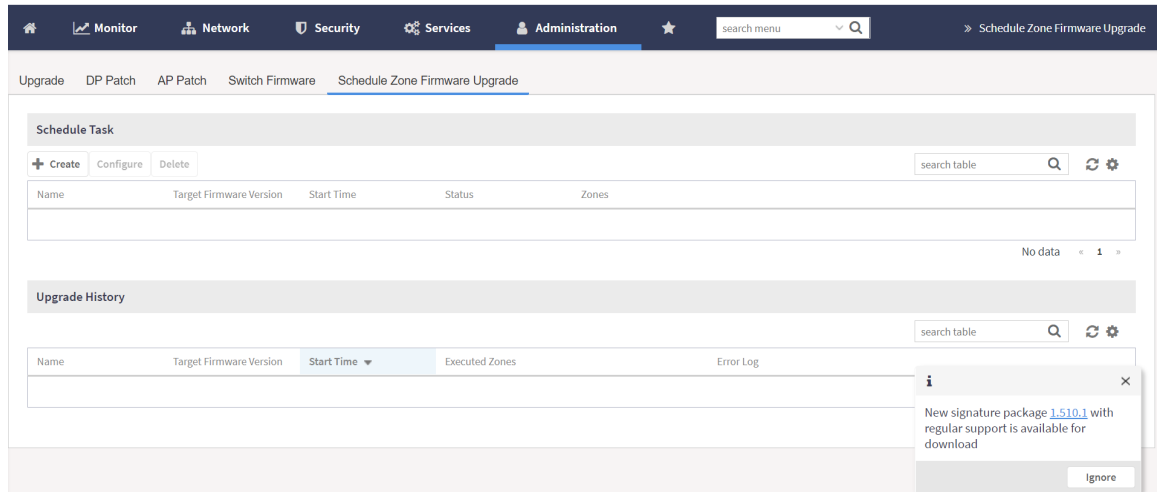 Monitor Network Security Services Administration search menu » Schedule Zone Firmware Upgrade
Upgrade DP Patch AP Patch Switch Firmware Schedule Zone Firmware Upgrade
Schedule Task
+ Create Configure Delete search table
Name Target Firmware Version Start Time Status Zones
No data « 1 »
Upgrade History
search table
Name Target Firmware Version Start Time Executed Zones Error Log
New signature package 1.510.1 with
regular support is available for
download
Ignore